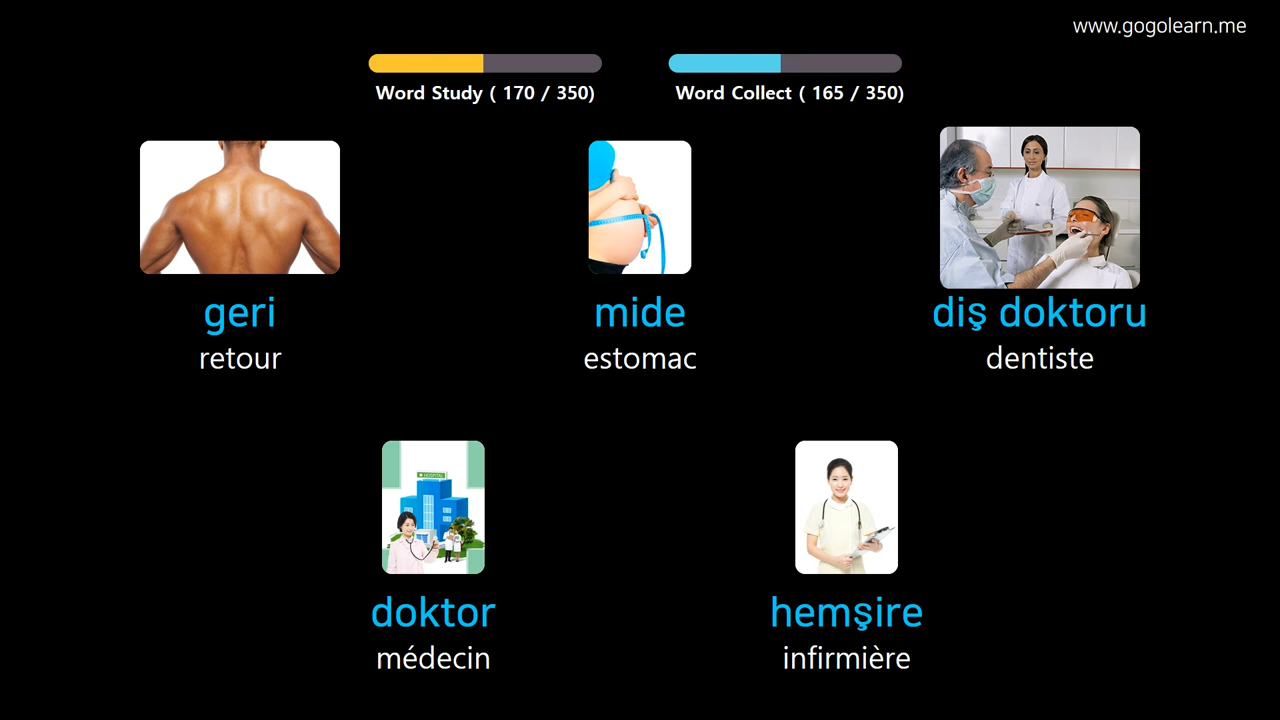 www.gogolearn.me
Word Study ( 170 / 350)
Word Collect ( 165 / 350)
geri
retour
mide
estomac
diş doktoru
dentiste
HOSPITAL
doktor
médecin
hemşire
infirmière